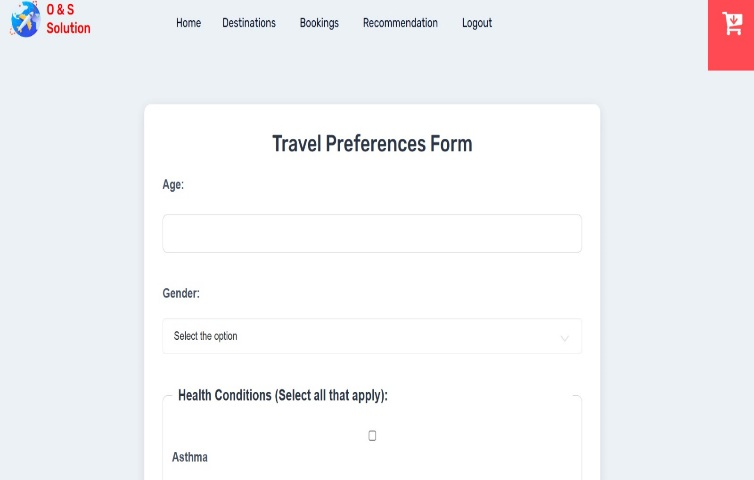 O & S
Solution
Home Destinations Bookings Recommendation Logout
Travel Preferences Form
Age:
Gender:
Select the option
Health Conditions (Select all that apply):
Asthma